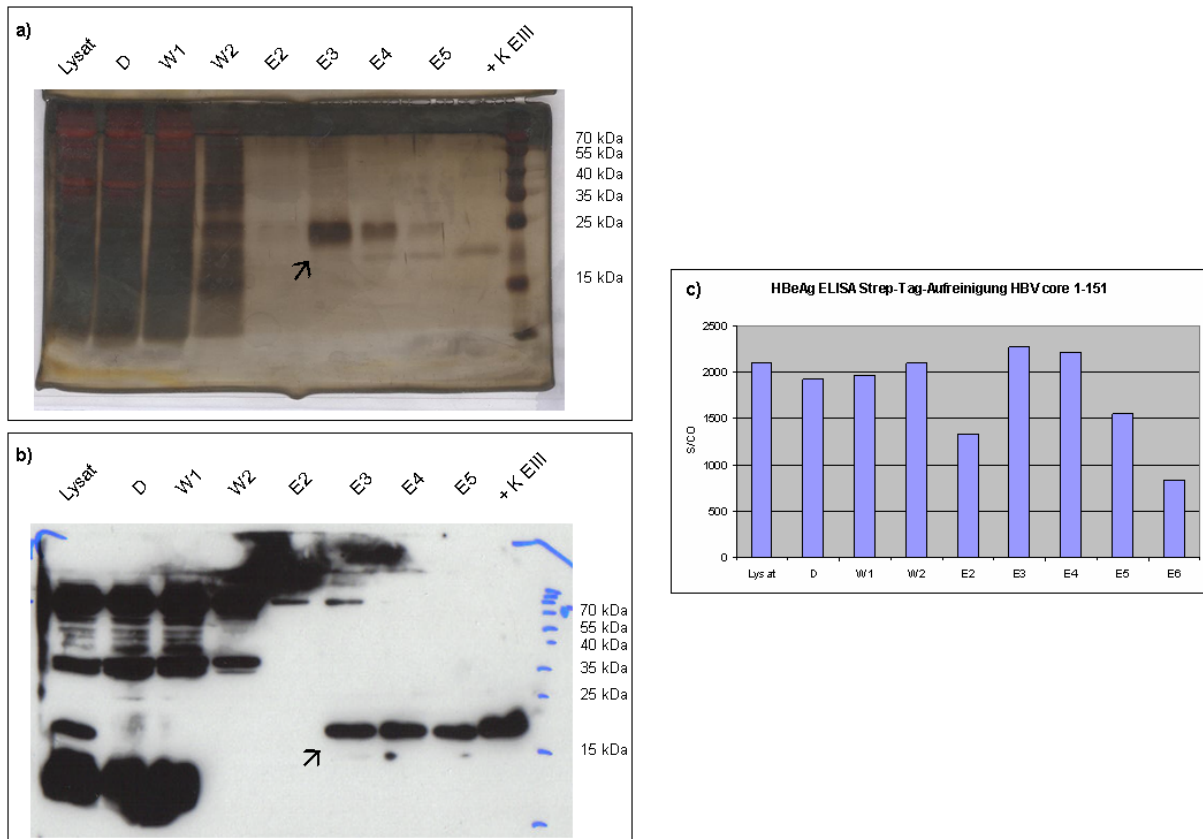 a)
Lysat D W1 W2 E2 E3 E4 E5 + K EIII
70 kDa
55 kDa
40 kDa
35 kDa
25 kDa
15 kDa
b)
Lysat D W1 W2 E2 E3 E4 E5 + K EIII
70 kDa
55 kDa
40 kDa
35 kDa
25 kDa
15 kDa
c)
HBeAg ELISA Strep-Tag-Aufreinigung HBV core 1-151
S/CO
2500
2000
1500
1000
500
0
Lysat D W1 W2 E2 E3 E4 E5 E6